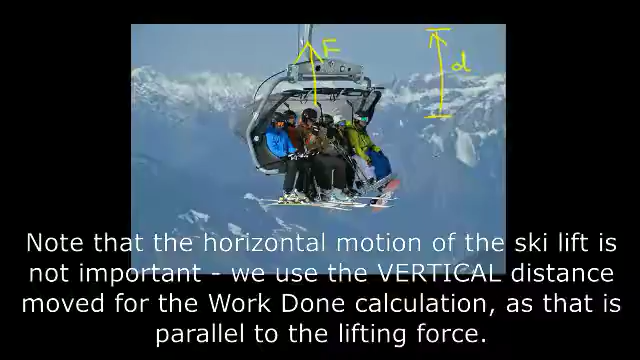 F
d
Note that the horizontal motion of the ski lift is
not important - we use the VERTICAL distance
moved for the Work Done calculation, as that is
parallel to the lifting force.